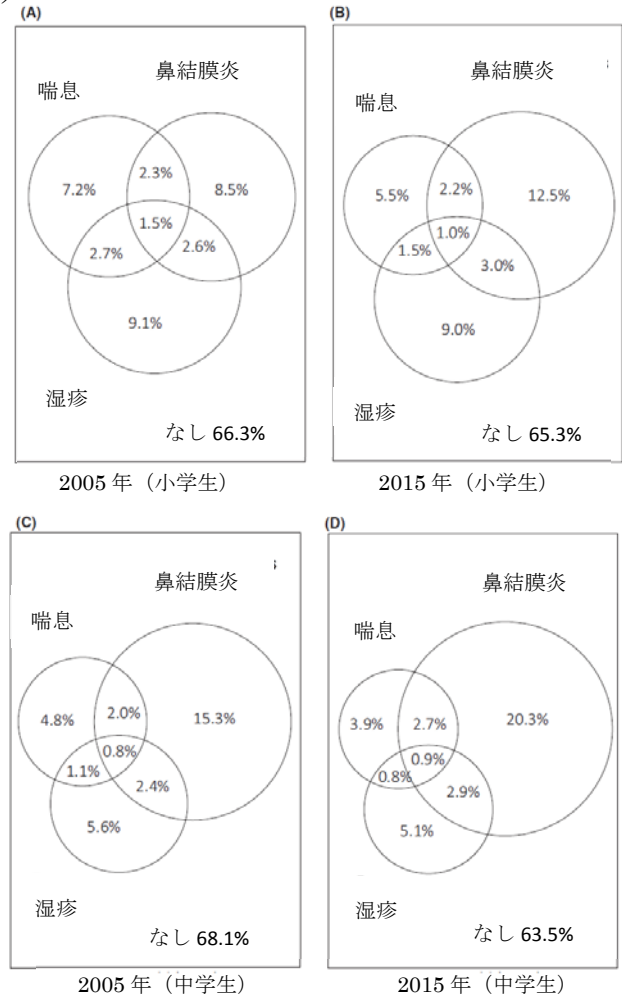 (A)
鼻結膜炎
喘息
2.3%
7.2%
8.5%
1.5%
2.7%
2.6%
9.1%
湿疹
なし 66.3%
2005 年（小学生）
(B)
鼻結膜炎
喘息
2.2%
5.5%
12.5%
1.0%
1.5%
3.0%
9.0%
湿疹
なし 65.3%
2015 年（小学生）
(C)
鼻結膜炎
喘息
2.0%
4.8%
15.3%
0.8%
1.1%
2.4%
5.6%
湿疹
なし 68.1%
2005 年（中学生）
(D)
鼻結膜炎
喘息
3.9%
2.7%
20.3%
0.9%
0.8%
2.9%
5.1%
湿疹
なし 63.5%
2015 年（中学生）